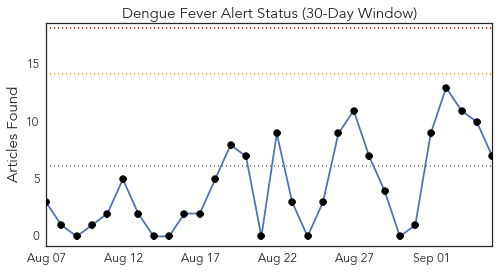 Dengue Fever Alert Status (30-Day Window)
Articles Found
15
10
5
0
Aug 07 Aug 12 Aug 17 Aug 22 Aug 27 Sep 01